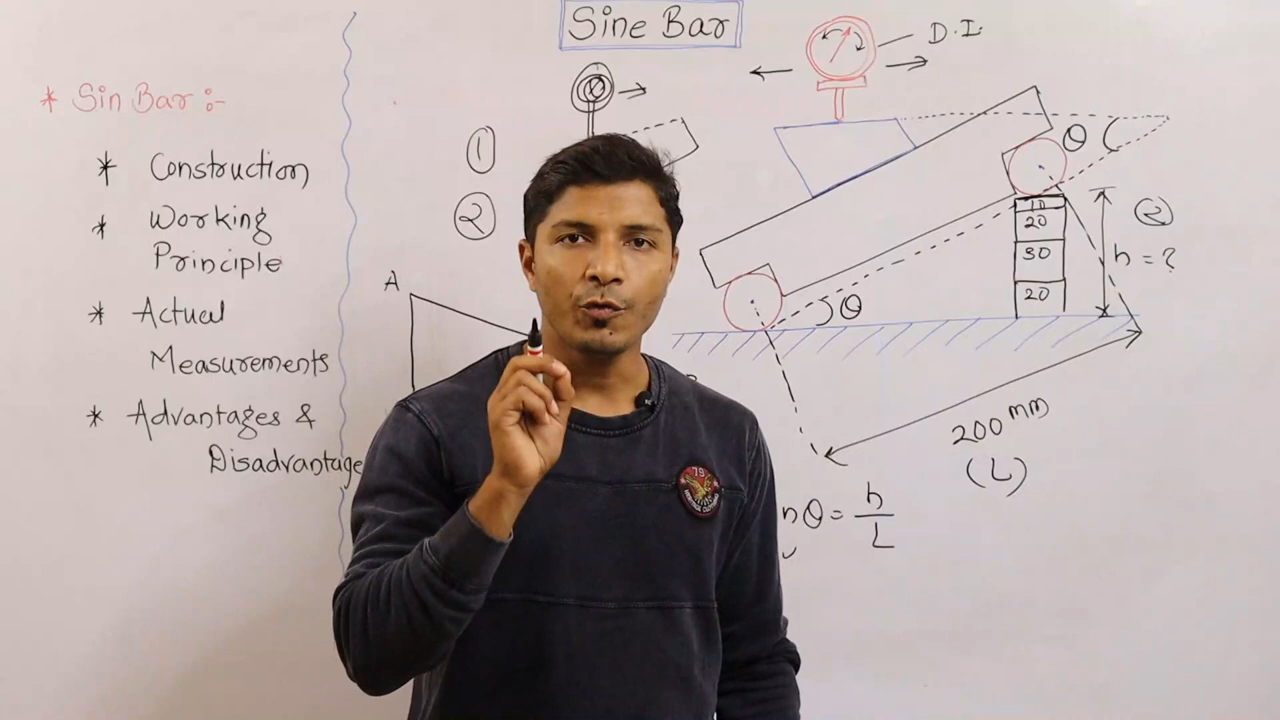 Sine Bar
* Sin Bar :-
* Construction
* Working
Principle
* Actual
Measurements
* Advantages &
Disadvantage
1
2
A
D.I.
θ
θ
10
20
30
20
2
h = ?
200 mm
(L)
nθ = h
L
79